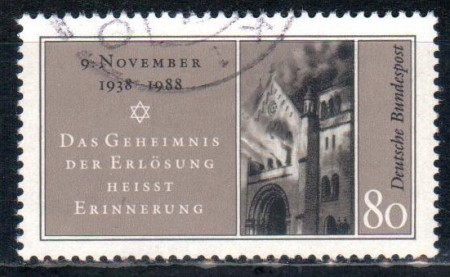 9. NOVEMBER
1938–1988
DAS GEHEIMNIS
DER ERLÖSUNG
HEISST
ERINNERUNG
Deutsche Bundespost
80